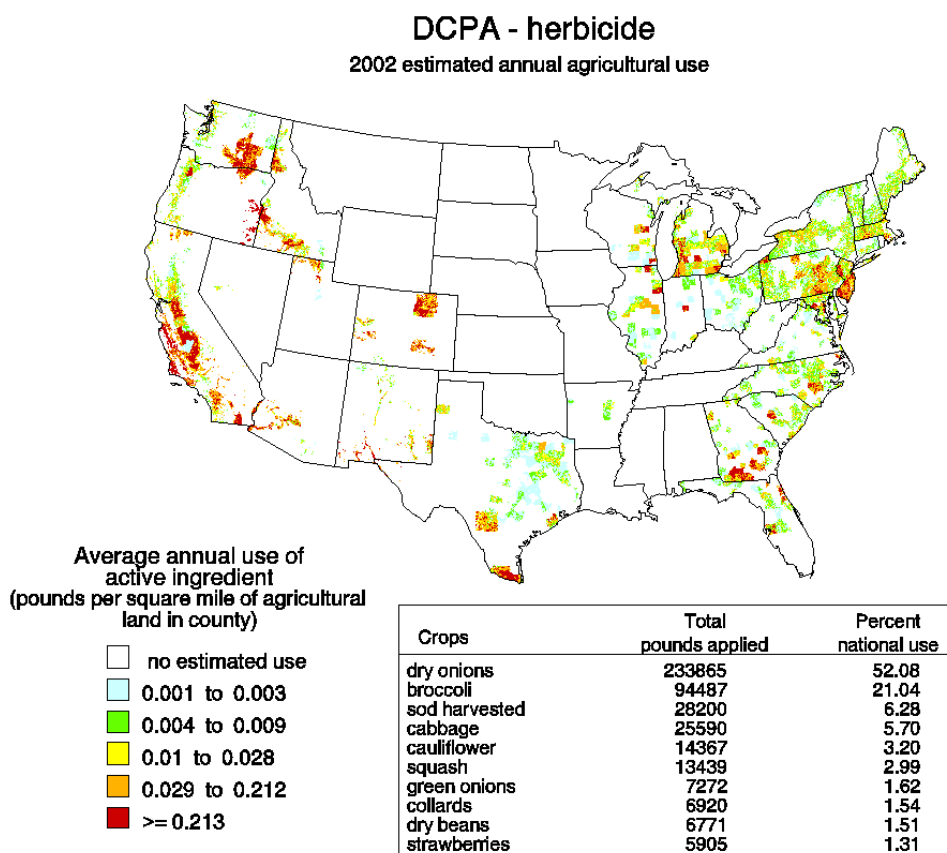 DCPA - herbicide
2002 estimated annual agricultural use
Average annual use of
active ingredient
(pounds per square mile of agricultural
land in county)
no estimated use
0.001 to 0.003
0.004 to 0.009
0.01 to 0.028
0.029 to 0.212
>= 0.213
Crops Total pounds applied Percent national use
dry onions 233865 52.08
broccoli 94487 21.04
sod harvested 28200 6.28
cabbage 25590 5.70
cauliflower 14367 3.20
squash 13439 2.99
green onions 7272 1.62
collards 6920 1.54
dry beans 6771 1.51
strawberries 5905 1.31